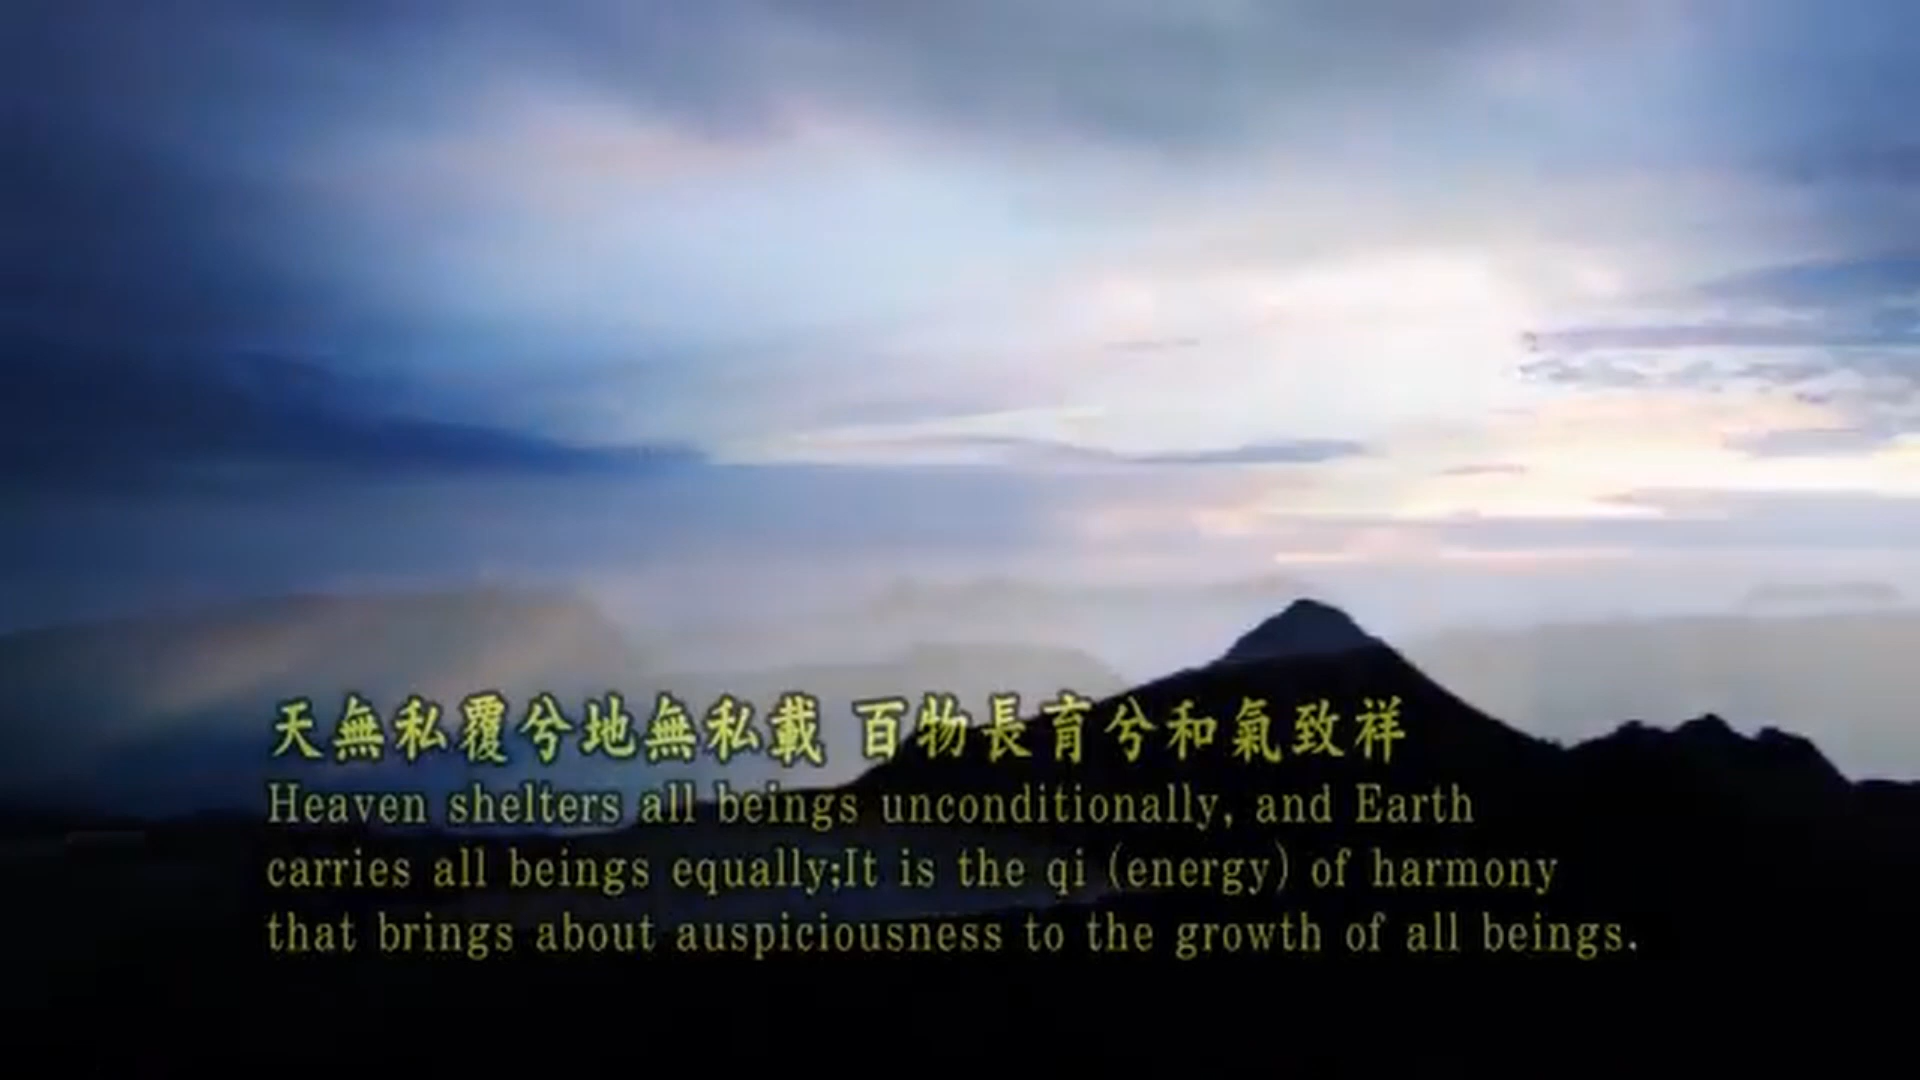 天無私覆兮地無私載 百物長育兮和氣致祥
Heaven shelters all beings unconditionally, and Earth
carries all beings equally;It is the qi (energy) of harmony
that brings about auspiciousness to the growth of all beings.